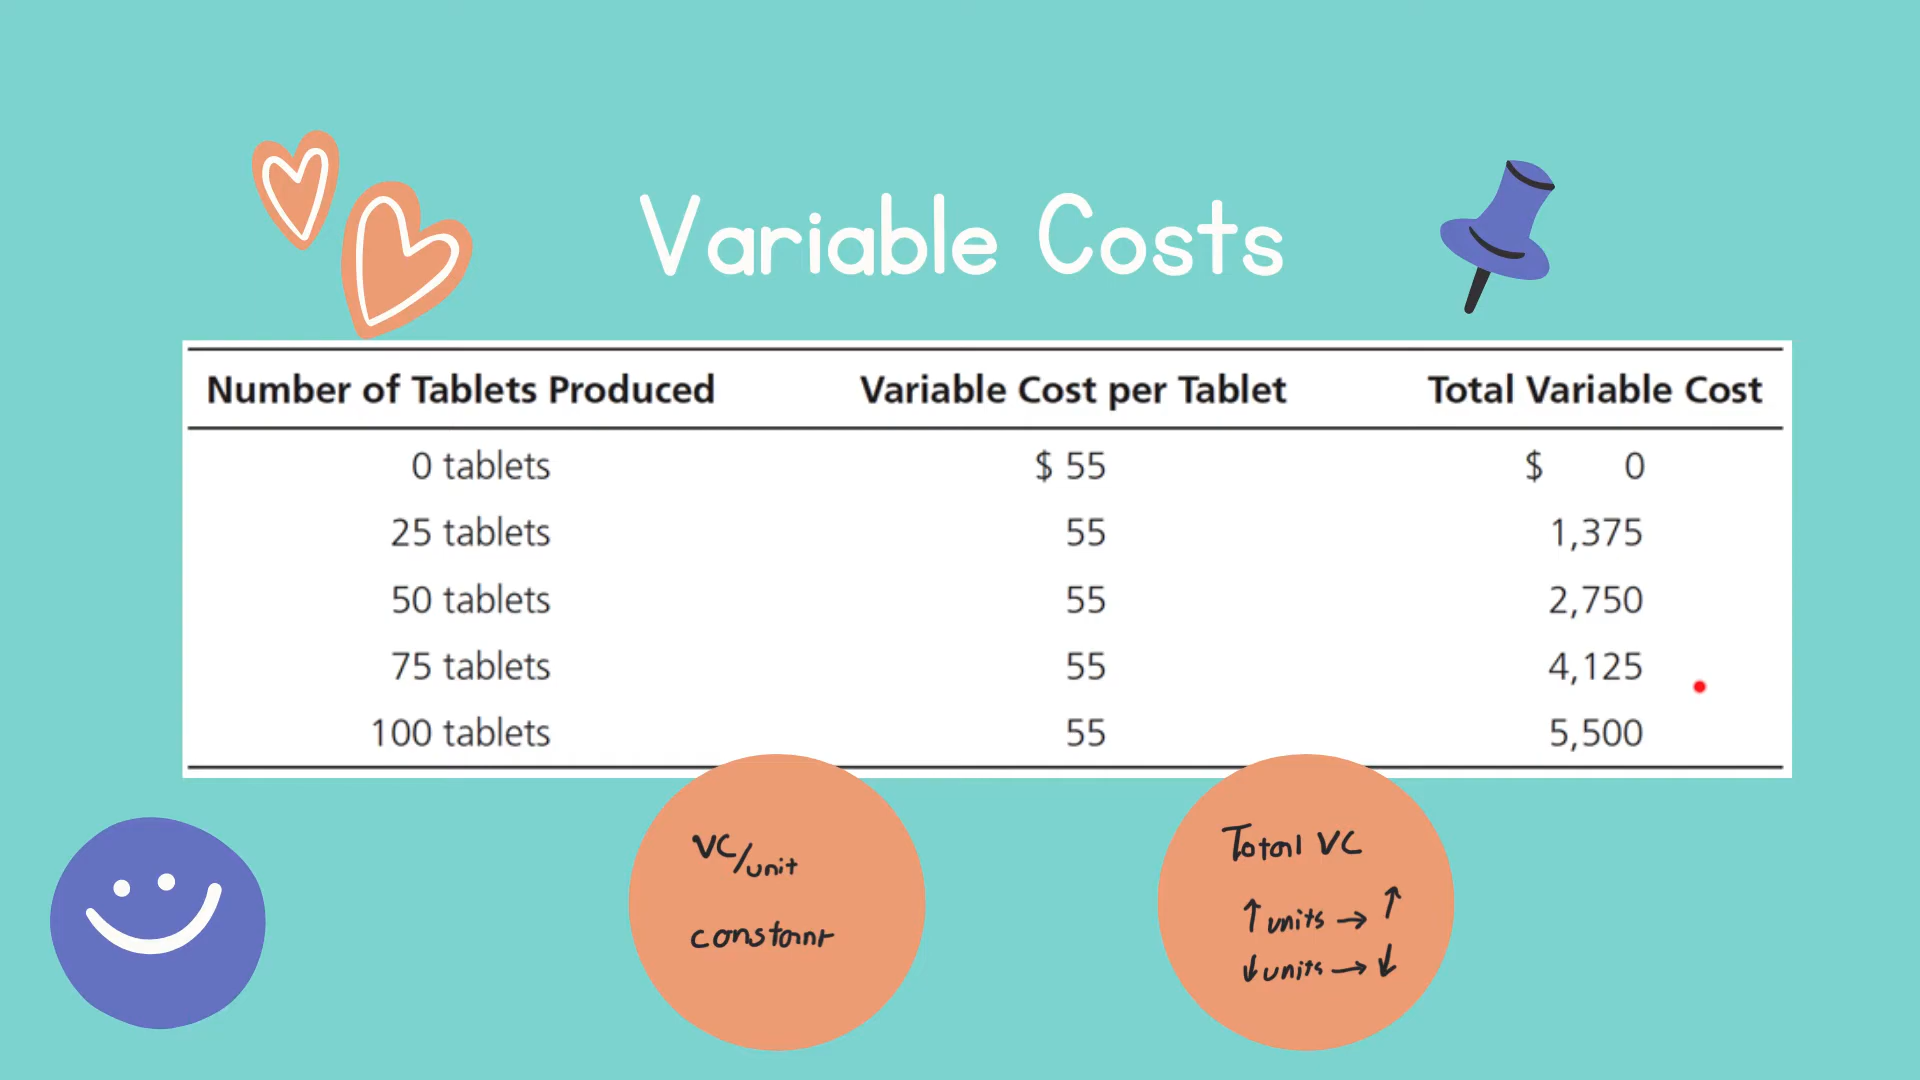 Variable Costs
Number of Tablets Produced Variable Cost per Tablet Total Variable Cost
0 tablets $ 55 $ 0
25 tablets 55 1,375
50 tablets 55 2,750
75 tablets 55 4,125
100 tablets 55 5,500
VC/unit
constant
Total VC
↑ units → ↑
↓ units → ↓